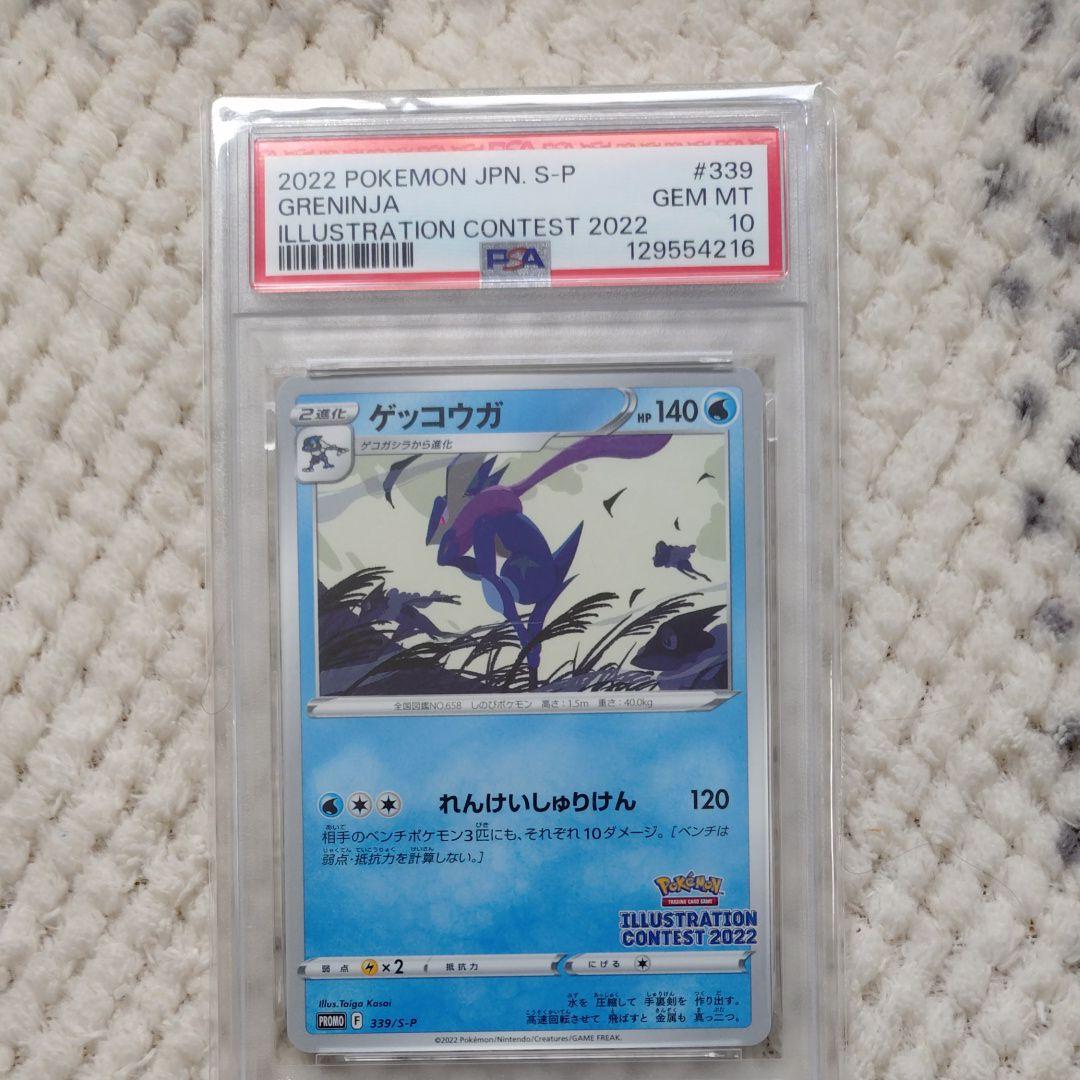 2022 POKEMON JPN. S-P #339
GRENINJA GEM MT
ILLUSTRATION CONTEST 2022 10
PSA 129554216
2進化 ゲッコウガ HP 140
ゲコガシラから進化
全国図鑑NO.658 しのびポケモン 高さ:1.5m 重さ:40.0kg
れんけいしゅりけん 120
相手のベンチポケモン3匹にも、それぞれ10ダメージ。[ベンチは
弱点・抵抗力を計算しない。]
POKéMON
TRADING CARD GAME
ILLUSTRATION
CONTEST 2022
弱点 ×2 抵抗力 にげる
Illus.Taiga Kasai
水を圧縮して手裏剣を作り出す。
高速回転させて飛ばすと金属も真っ二つ。
PROMO F 339/S-P
©2022 Pokémon/Nintendo/Creatures/GAME FREAK.